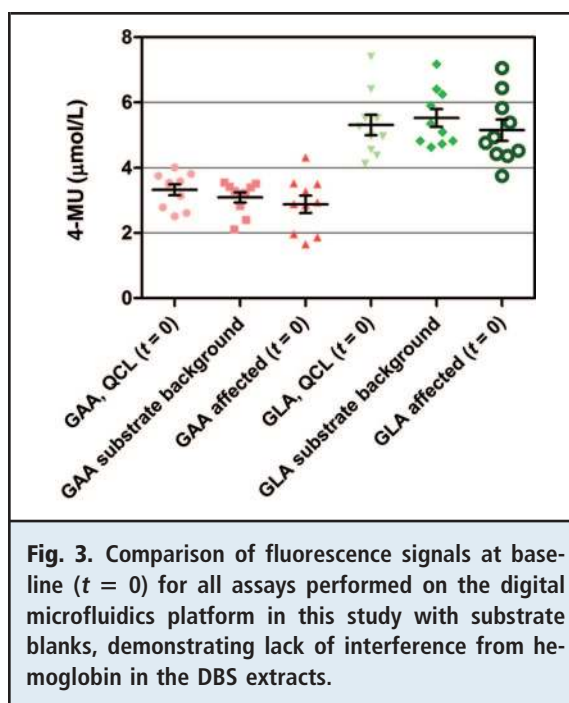 8
6
4
2
0
4-MU (μmol/L)
GAA, QCL (t = 0)
GAA substrate background
GAA affected (t = 0)
GLA, QCL (t = 0)
GLA substrate background
GLA affected (t = 0)
Fig. 3. Comparison of fluorescence signals at base-
line (t = 0) for all assays performed on the digital
microfluidics platform in this study with substrate
blanks, demonstrating lack of interference from he-
moglobin in the DBS extracts.